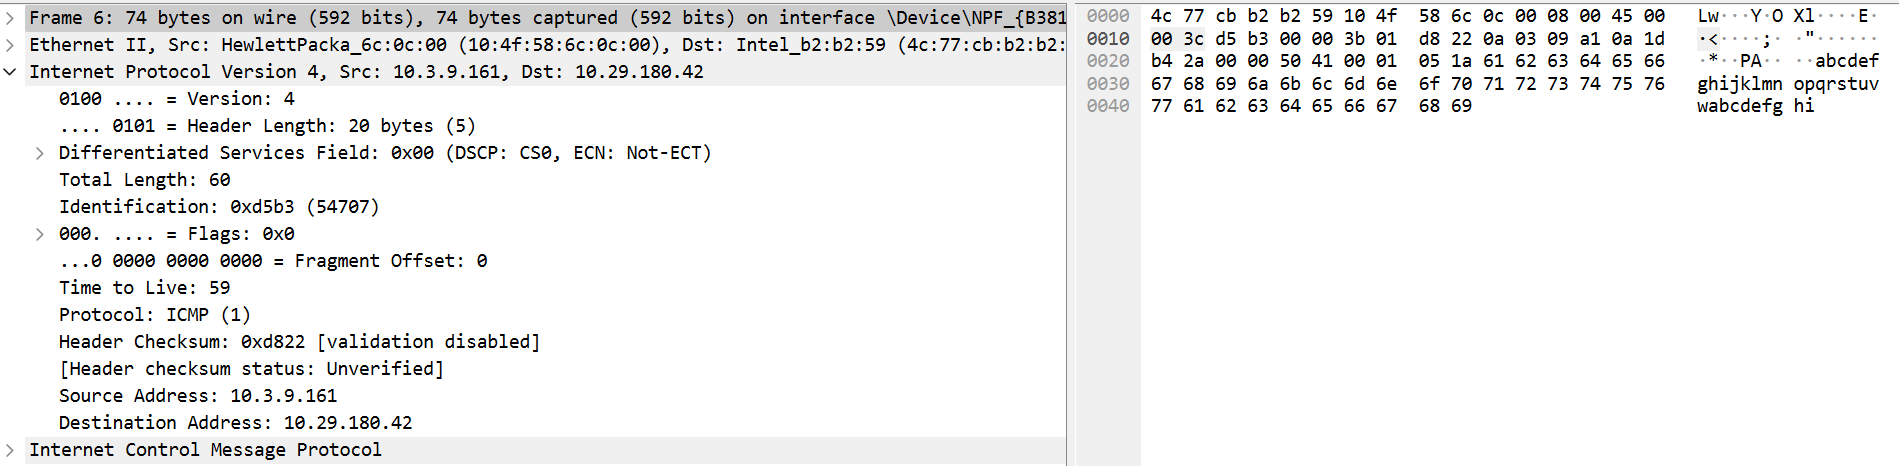 Frame 6: 74 bytes on wire (592 bits), 74 bytes captured (592 bits) on interface \Device\NPF_{B381
Ethernet II, Src: HewlettPacka_6c:0c:00 (10:4f:58:6c:0c:00), Dst: Intel_b2:b2:59 (4c:77:cb:b2:b2:
Internet Protocol Version 4, Src: 10.3.9.161, Dst: 10.29.180.42
0100 .... = Version: 4
.... 0101 = Header Length: 20 bytes (5)
Differentiated Services Field: 0x00 (DSCP: CS0, ECN: Not-ECT)
Total Length: 60
Identification: 0xd5b3 (54707)
000. .... = Flags: 0x0
...0 0000 0000 0000 = Fragment Offset: 0
Time to Live: 59
Protocol: ICMP (1)
Header Checksum: 0xd822 [validation disabled]
[Header checksum status: Unverified]
Source Address: 10.3.9.161
Destination Address: 10.29.180.42
Internet Control Message Protocol
0000 4c 77 cb b2 b2 59 10 4f 58 6c 0c 00 08 00 45 00 Lw···Y·O Xl····E·
0010 00 3c d5 b3 00 00 3b 01 d8 22 0a 03 09 a1 0a 1d ·<····;· ·"······
0020 b4 2a 00 00 50 41 00 01 05 1a 61 62 63 64 65 66 ·*··PA·· ··abcdef
0030 67 68 69 6a 6b 6c 6d 6e 6f 70 71 72 73 74 75 76 ghijklmn opqrstuv
0040 77 61 62 63 64 65 66 67 68 69 wabcdefg hi